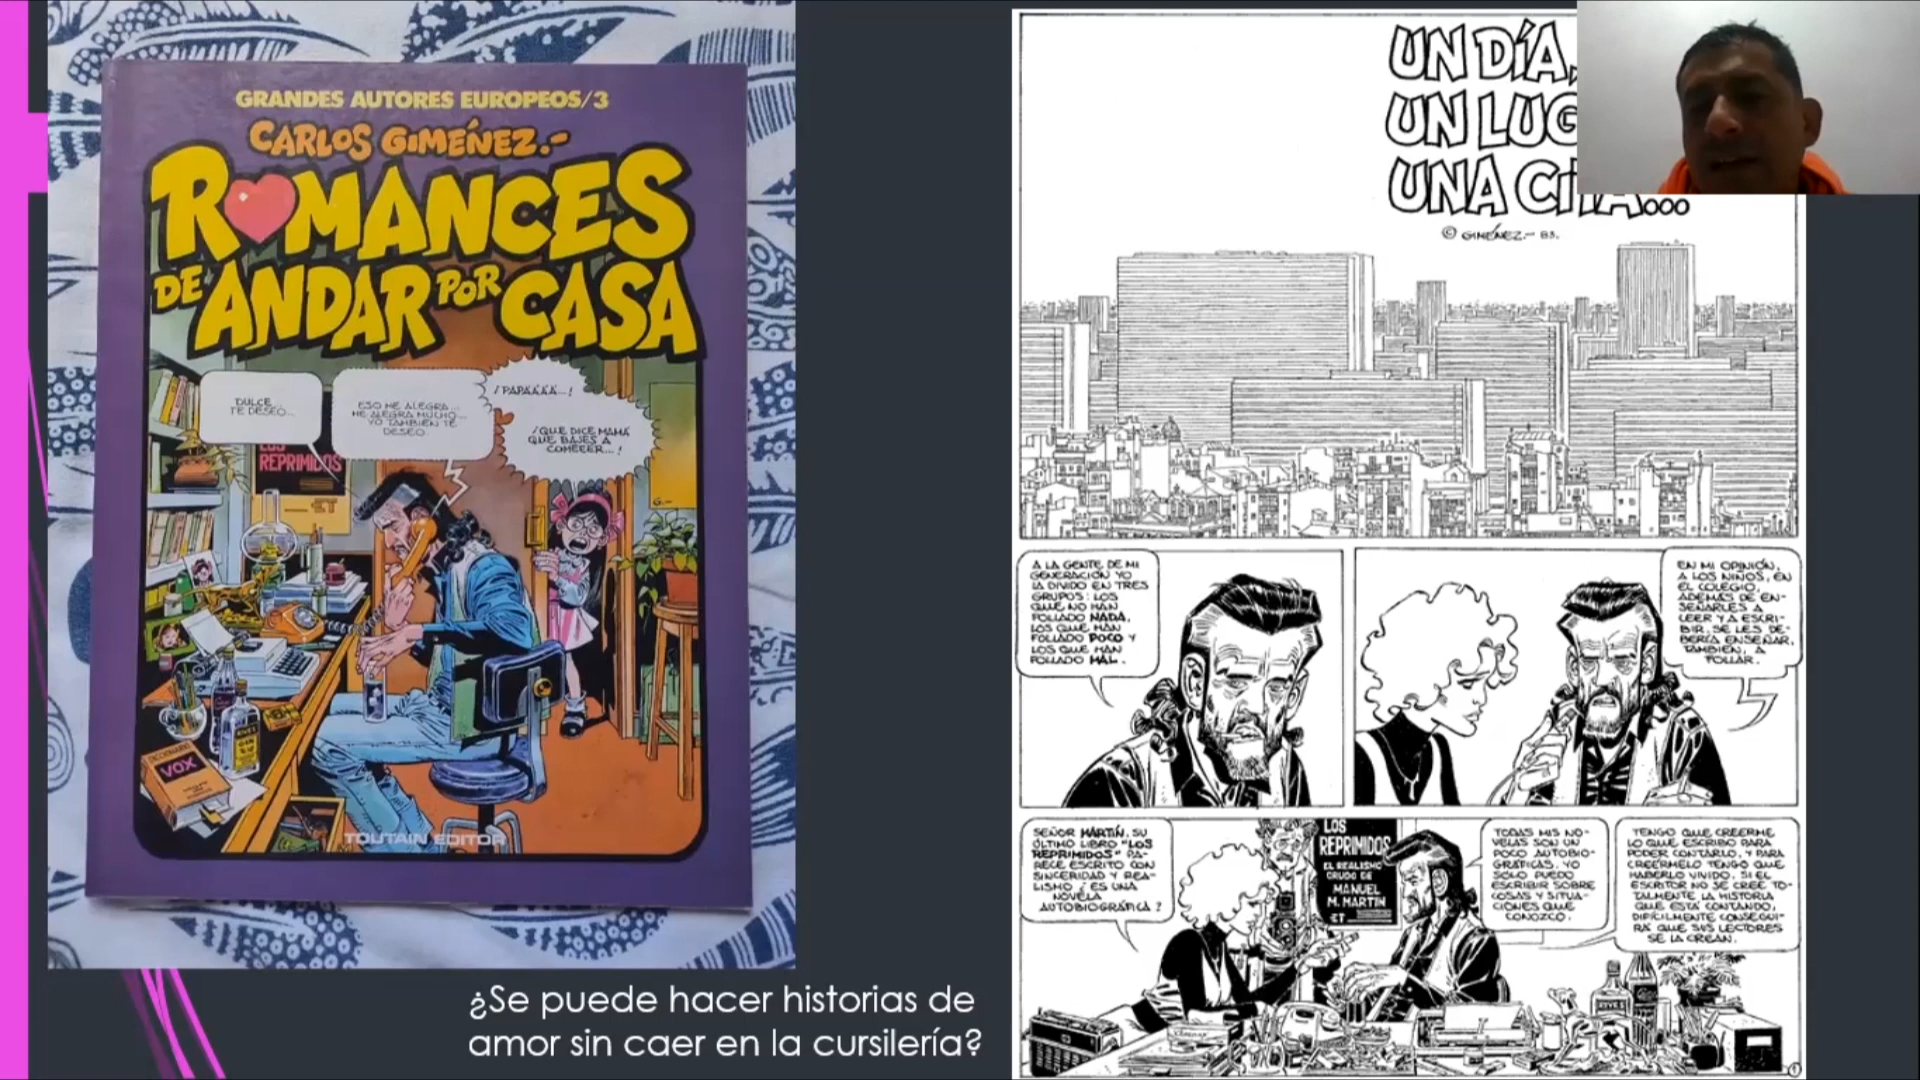 GRANDES AUTORES EUROPEOS/3
CARLOS GIMÉNEZ.-
ROMANCES
DE ANDAR POR CASA
DULCE...
TE DESEO...
ESO ME ALEGRA...
ME ALEGRA MUCHO...
YO TAMBIÉN TE
DESEO.
¡PAPÁÁÁÁ...!
¡QUE DICE MAMÁ
QUE BAJES A
COMEEER...!
LOS
REPRIMIDOS
ET
G.-
VOX
TOUTAIN EDITOR
¿Se puede hacer historias de
amor sin caer en la cursilería?
UN DÍA,
UN LUG
UNA CITA...
© GIMÉNEZ.- 83.
A LA GENTE DE MI
GENERACIÓN YO
LA DIVIDO EN TRES
GRUPOS: LOS
QUE NO HAN
FOLLADO NADA,
LOS QUE HAN
FOLLADO POCO Y
LOS QUE HAN
FOLLADO MAL.
EN MI OPINIÓN,
A LOS NIÑOS, EN
EL COLEGIO,
ADEMÁS DE EN-
SEÑARLES A
LEER Y A ESCRI-
BIR, SE LES DE-
BERÍA ENSEÑAR,
TAMBIÉN, A
FOLLAR.
SEÑOR MARTÍN, SU
ÚLTIMO LIBRO "LOS
REPRIMIDOS" PA-
RECE ESCRITO CON
SINCERIDAD Y REA-
LISMO ¿ES UNA
NOVELA
AUTOBIOGRÁFICA?
LOS
REPRIMIDOS
EL REALISMO
CRUDO DE
MANUEL
M. MARTÍN
ET
TODAS MIS NO-
VELAS SON UN
POCO AUTOBIO-
GRÁFICAS. YO
SÓLO PUEDO
ESCRIBIR SOBRE
COSAS Y SITUA-
CIONES QUE
CONOZCO.
TENGO QUE CREERME
LO QUE ESCRIBO PARA
PODER CONTARLO, Y PARA
CREÉRMELO TENGO QUE
HABERLO VIVIDO. SI EL
ESCRITOR NO SE CREE TO-
TALMENTE LA HISTORIA
QUE ESTÁ CONTANDO,
DIFÍCILMENTE CONSEGUI-
RÁ QUE SUS LECTORES
SE LA CREAN.
1